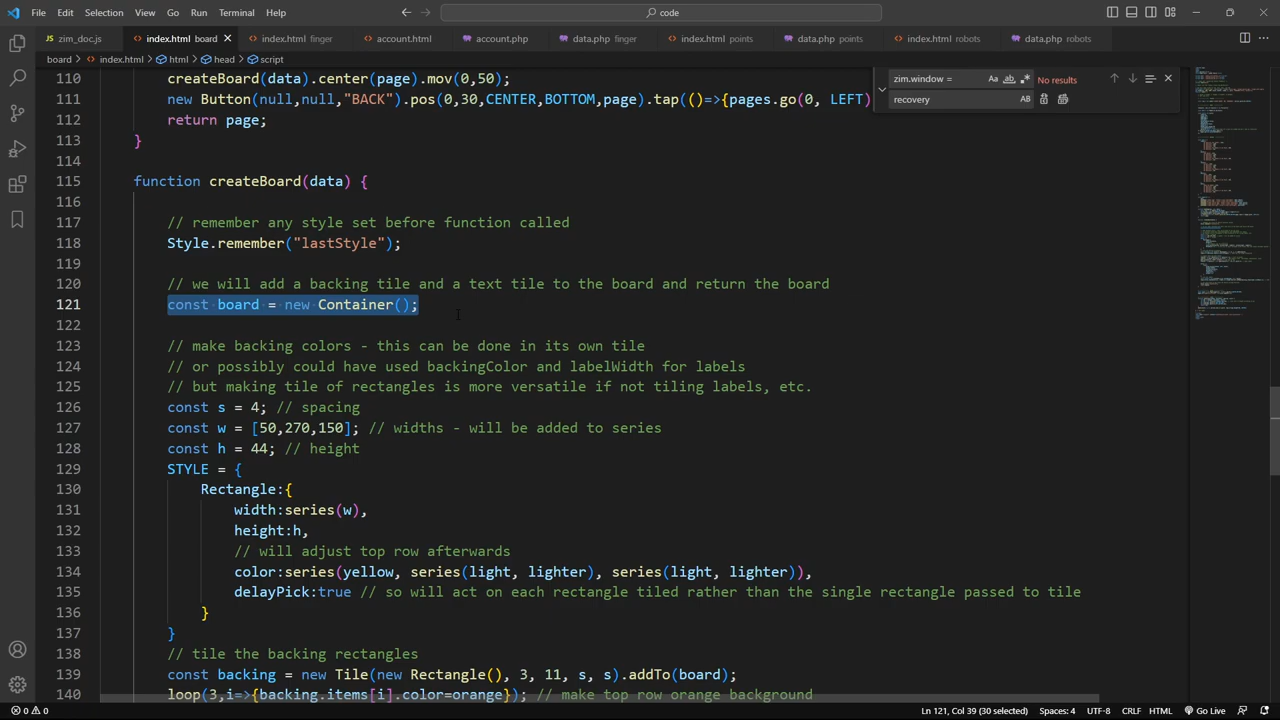 File Edit Selection View Go Run Terminal Help
code
zim_doc.js index.html board index.html finger account.html account.php data.php finger index.html points data.php points index.html robots data.php robots
board > index.html > html > head > script
zim.window = Aa ab .* No results
recovery AB
110 createBoard(data).center(page).mov(0,50);
111 new Button(null,null,"BACK").pos(0,30,CENTER,BOTTOM,page).tap(()=>{pages.go(0, LEFT)
112 return page;
113 }
114
115 function createBoard(data) {
116
117 // remember any style set before function called
118 Style.remember("lastStyle");
119
120 // we will add a backing tile and a text tile to the board and return the board
121 const board = new Container();
122
123 // make backing colors - this can be done in its own tile
124 // or possibly could have used backingColor and labelWidth for labels
125 // but making tile of rectangles is more versatile if not tiling labels, etc.
126 const s = 4; // spacing
127 const w = [50,270,150]; // widths - will be added to series
128 const h = 44; // height
129 STYLE = {
130 Rectangle:{
131 width:series(w),
132 height:h,
133 // will adjust top row afterwards
134 color:series(yellow, series(light, lighter), series(light, lighter)),
135 delayPick:true // so will act on each rectangle tiled rather than the single rectangle passed to tile
136 }
137 }
138 // tile the backing rectangles
139 const backing = new Tile(new Rectangle(), 3, 11, s, s).addTo(board);
140 loop(3,i=>{backing.items[i].color=orange}); // make top row orange background
0 0 Ln 121, Col 39 (30 selected) Spaces: 4 UTF-8 CRLF HTML Go Live